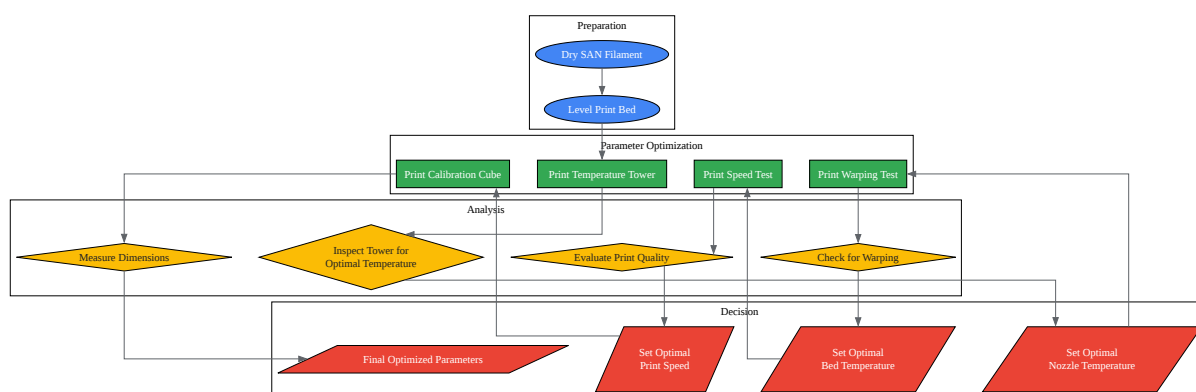 Preparation
Dry SAN Filament
Level Print Bed
Parameter Optimization
Print Calibration Cube
Print Temperature Tower
Print Speed Test
Print Warping Test
Analysis
Measure Dimensions
Inspect Tower for
Optimal Temperature
Evaluate Print Quality
Check for Warping
Decision
Final Optimized Parameters
Set Optimal
Print Speed
Set Optimal
Bed Temperature
Set Optimal
Nozzle Temperature